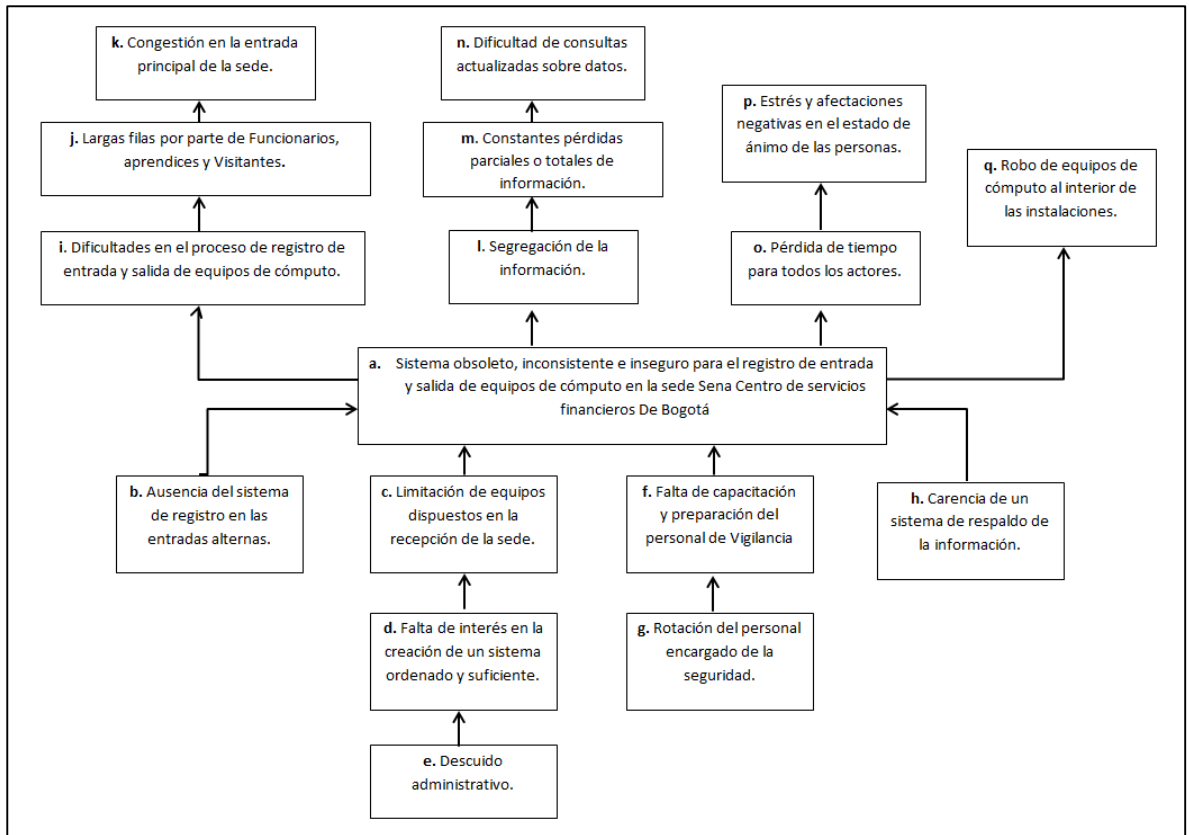 k. Congestión en la entrada
principal de la sede.
n. Dificultad de consultas
actualizadas sobre datos.
p. Estrés y afectaciones
negativas en el estado de
ánimo de las personas.
j. Largas filas por parte de Funcionarios,
aprendices y Visitantes.
m. Constantes pérdidas
parciales o totales de
información.
q. Robo de equipos de
cómputo al interior de
las instalaciones.
i. Dificultades en el proceso de registro de
entrada y salida de equipos de cómputo.
l. Segregación de la
información.
o. Pérdida de tiempo
para todos los actores.
a. Sistema obsoleto, inconsistente e inseguro para el registro de entrada
y salida de equipos de cómputo en la sede Sena Centro de servicios
financieros De Bogotá
b. Ausencia del sistema
de registro en las
entradas alternas.
c. Limitación de equipos
dispuestos en la
recepción de la sede.
f. Falta de capacitación
y preparación del
personal de Vigilancia
h. Carencia de un
sistema de respaldo de
la información.
d. Falta de interés en la
creación de un sistema
ordenado y suficiente.
g. Rotación del personal
encargado de la
seguridad.
e. Descuido
administrativo.